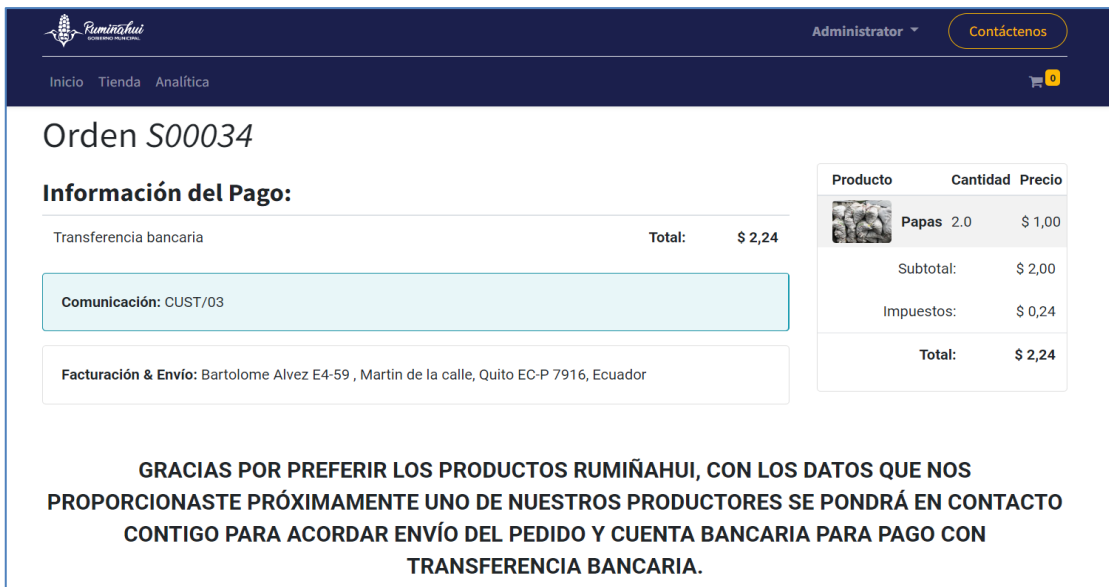 Rumiñahui
GOBIERNO MUNICIPAL
Administrator
Contáctenos
Inicio Tienda Analítica
0
Orden S00034
Información del Pago:
Transferencia bancaria Total: $ 2,24
Comunicación: CUST/03
Facturación & Envío: Bartolome Alvez E4-59 , Martin de la calle, Quito EC-P 7916, Ecuador
Producto Cantidad Precio
Papas 2.0 $ 1,00
Subtotal: $ 2,00
Impuestos: $ 0,24
Total: $ 2,24
GRACIAS POR PREFERIR LOS PRODUCTOS RUMIÑAHUI, CON LOS DATOS QUE NOS
PROPORCIONASTE PRÓXIMAMENTE UNO DE NUESTROS PRODUCTORES SE PONDRÁ EN CONTACTO
CONTIGO PARA ACORDAR ENVÍO DEL PEDIDO Y CUENTA BANCARIA PARA PAGO CON
TRANSFERENCIA BANCARIA.